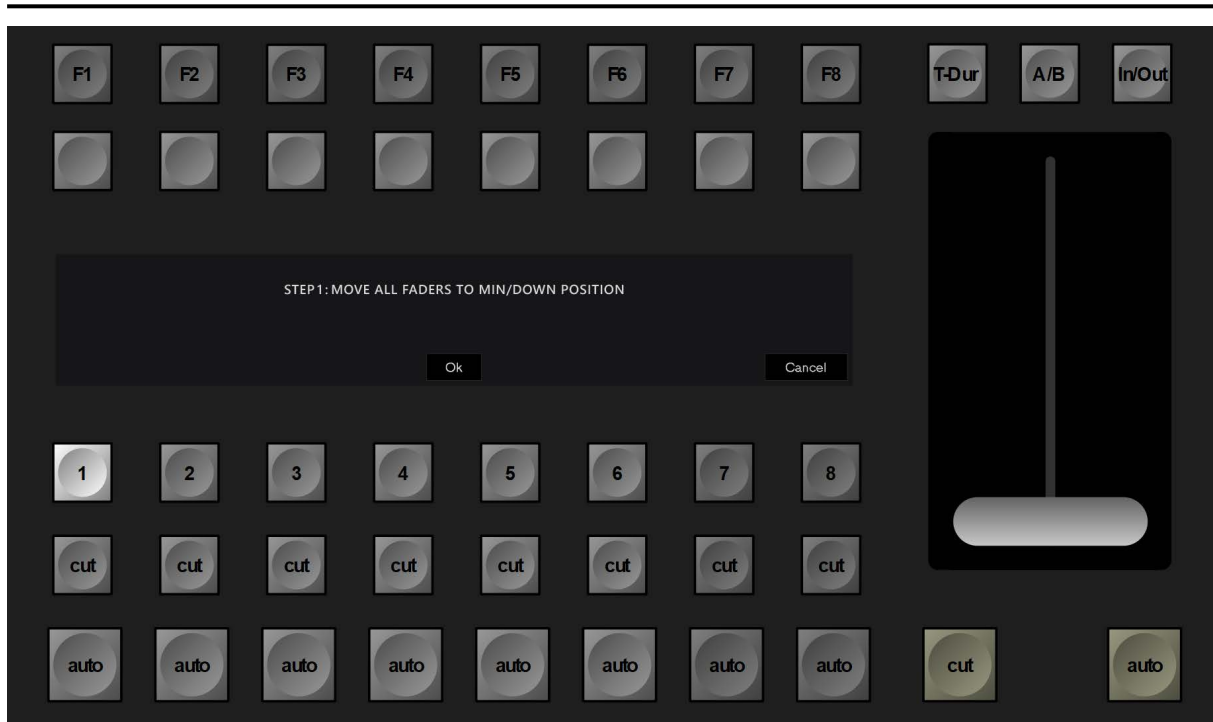 F1 F2 F3 F4 F5 F6 F7 F8 T-Dur A/B In/Out
STEP1: MOVE ALL FADERS TO MIN/DOWN POSITION
Ok Cancel
1 2 3 4 5 6 7 8
cut cut cut cut cut cut cut cut
auto auto auto auto auto auto auto auto cut auto